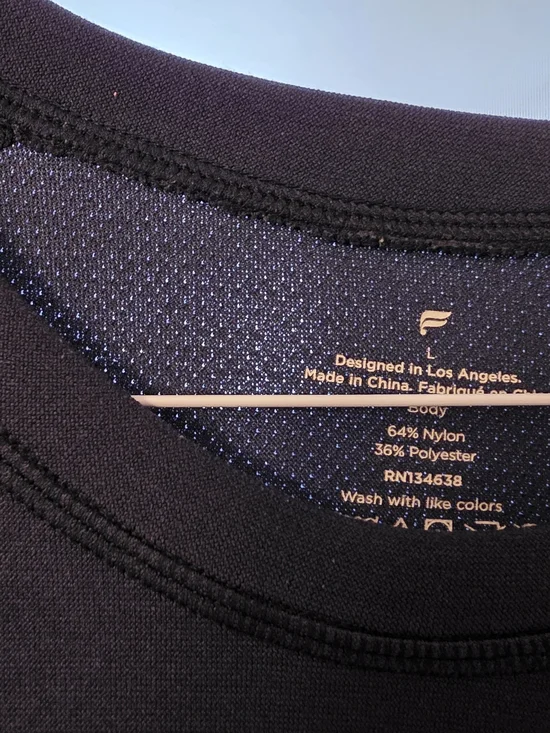 L
Designed in Los Angeles.
Made in China. Fabriqué en
Body
64% Nylon
36% Polyester
RN134638
Wash with like colors